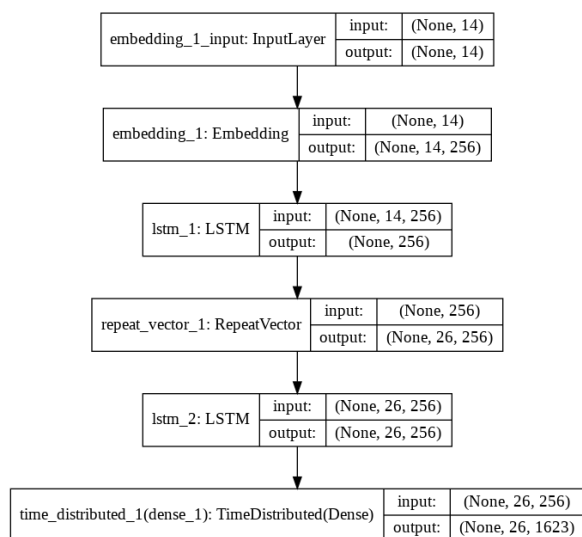 embedding_1_input: InputLayer
input: (None, 14)
output: (None, 14)
embedding_1: Embedding
input: (None, 14)
output: (None, 14, 256)
lstm_1: LSTM
input: (None, 14, 256)
output: (None, 256)
repeat_vector_1: RepeatVector
input: (None, 256)
output: (None, 26, 256)
lstm_2: LSTM
input: (None, 26, 256)
output: (None, 26, 256)
time_distributed_1(dense_1): TimeDistributed(Dense)
input: (None, 26, 256)
output: (None, 26, 1623)